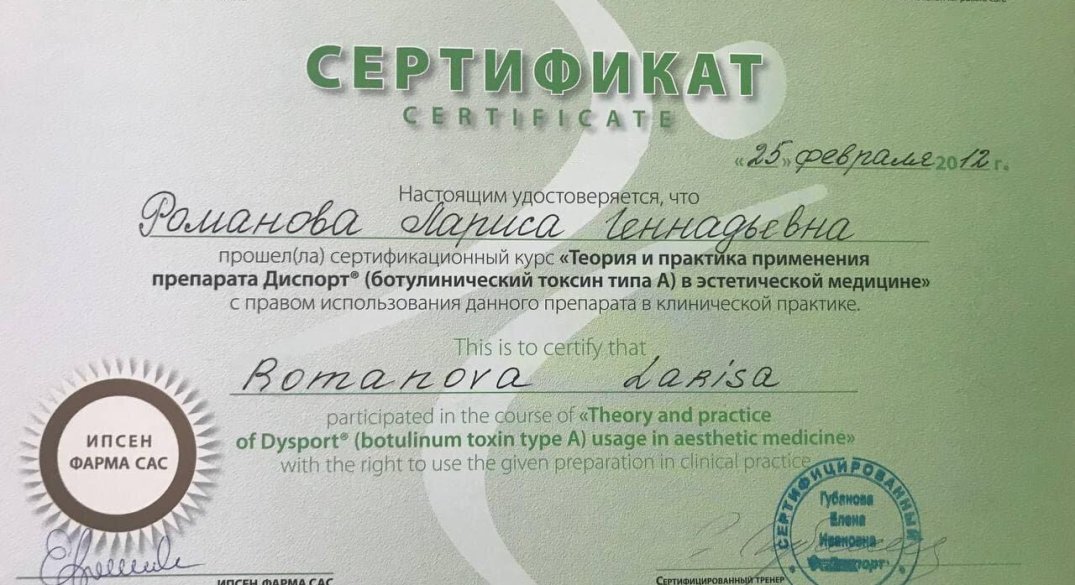 СЕРТИФИКАТ
CERTIFICATE
«25» февраля 2012 г.
Настоящим удостоверяется, что
Романова Лариса Геннадьевна
прошел(ла) сертификационный курс «Теория и практика применения
препарата Диспорт® (ботулинический токсин типа А) в эстетической медицине»
с правом использования данного препарата в клинической практике.
This is to certify that
Romanova Larisa
participated in the course of «Theory and practice
of Dysport® (botulinum toxin type A) usage in aesthetic medicine»
with the right to use the given preparation in clinical practice
ИПСЕН
ФАРМА САС
СЕРТИФИЦИРОВАННЫЙ
Губанова
Елена
Ивановна
ИПСЕН ФАРМА САС
СЕРТИФИЦИРОВАННЫЙ ТРЕНЕР